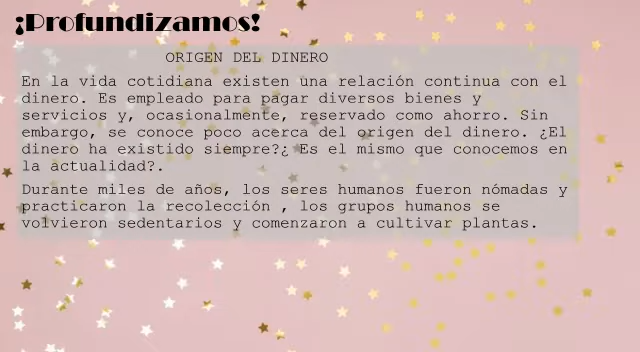 ¡Profundizamos!
ORIGEN DEL DINERO
En la vida cotidiana existen una relación continua con el
dinero. Es empleado para pagar diversos bienes y
servicios y, ocasionalmente, reservado como ahorro. Sin
embargo, se conoce poco acerca del origen del dinero. ¿El
dinero ha existido siempre?¿ Es el mismo que conocemos en
la actualidad?.
Durante miles de años, los seres humanos fueron nómadas y
practicaron la recolección , los grupos humanos se
volvieron sedentarios y comenzaron a cultivar plantas.